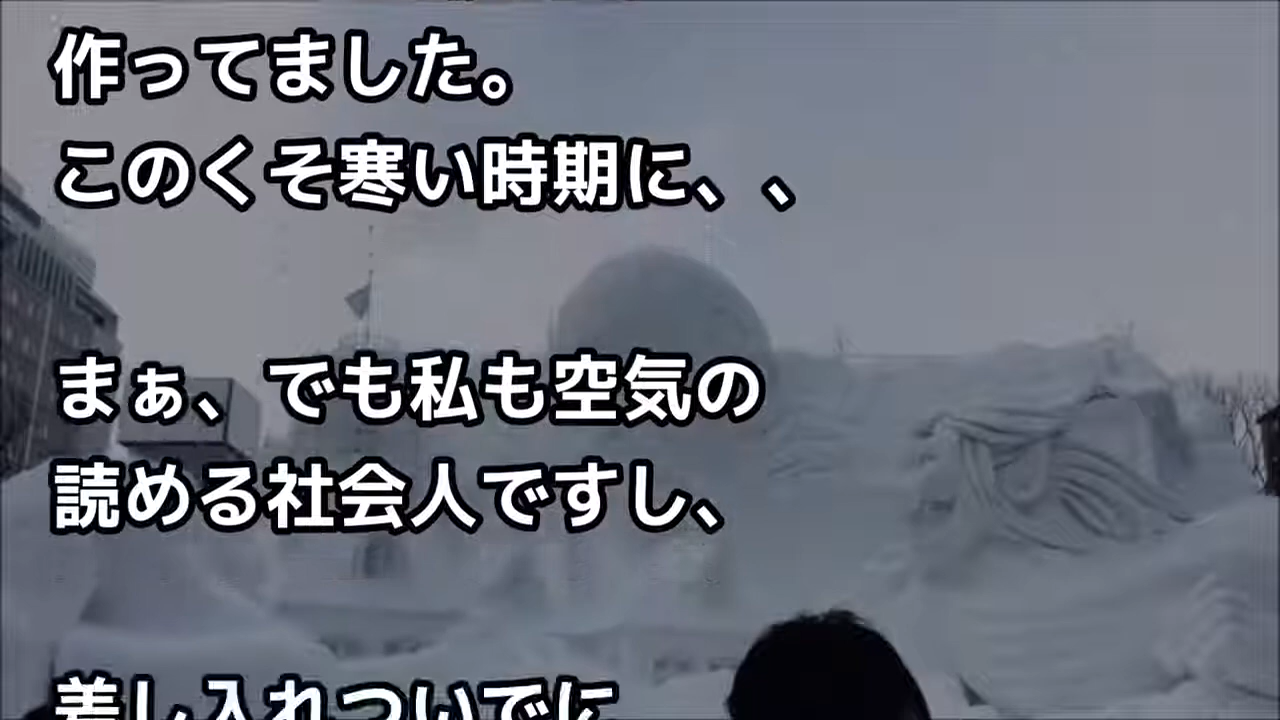 作ってました。
このくそ寒い時期に、、
まぁ、でも私も空気の
読める社会人ですし、
差し入れついでに